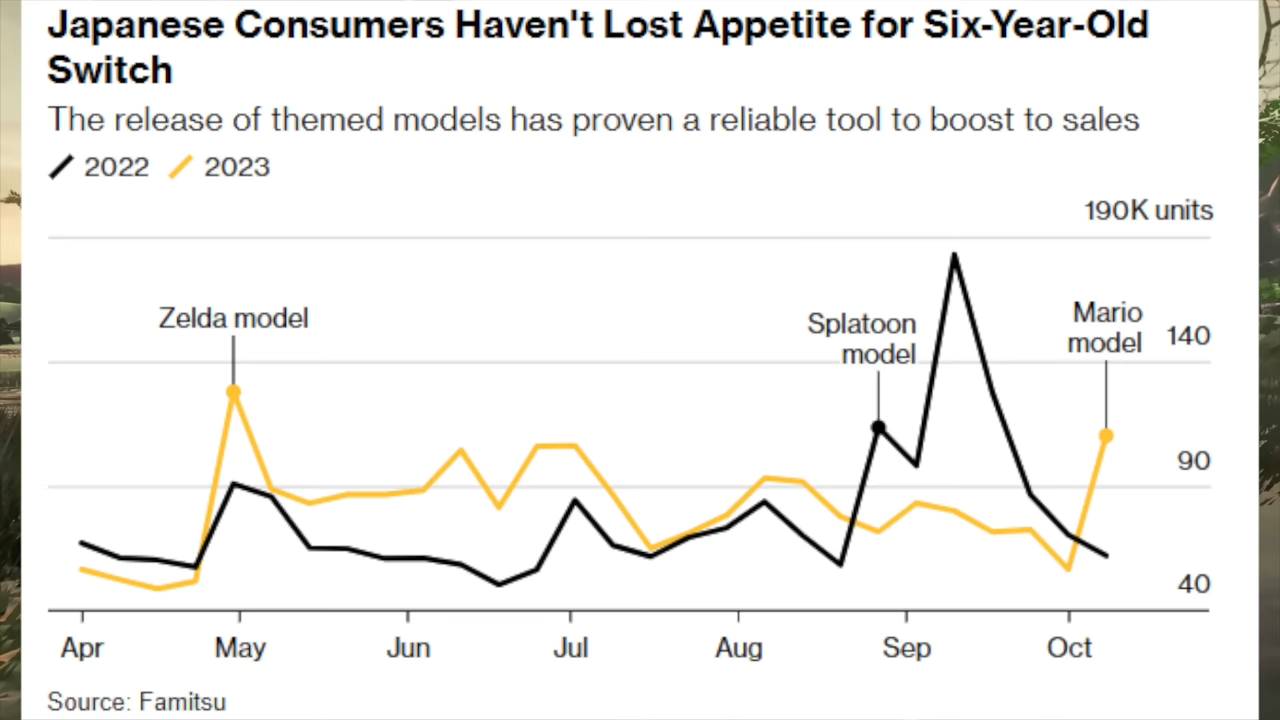 Japanese Consumers Haven't Lost Appetite for Six-Year-Old
Switch
The release of themed models has proven a reliable tool to boost to sales
2022 2023
190K units
Zelda model
Splatoon
model
Mario
model
140
90
40
Apr May Jun Jul Aug Sep Oct
Source: Famitsu